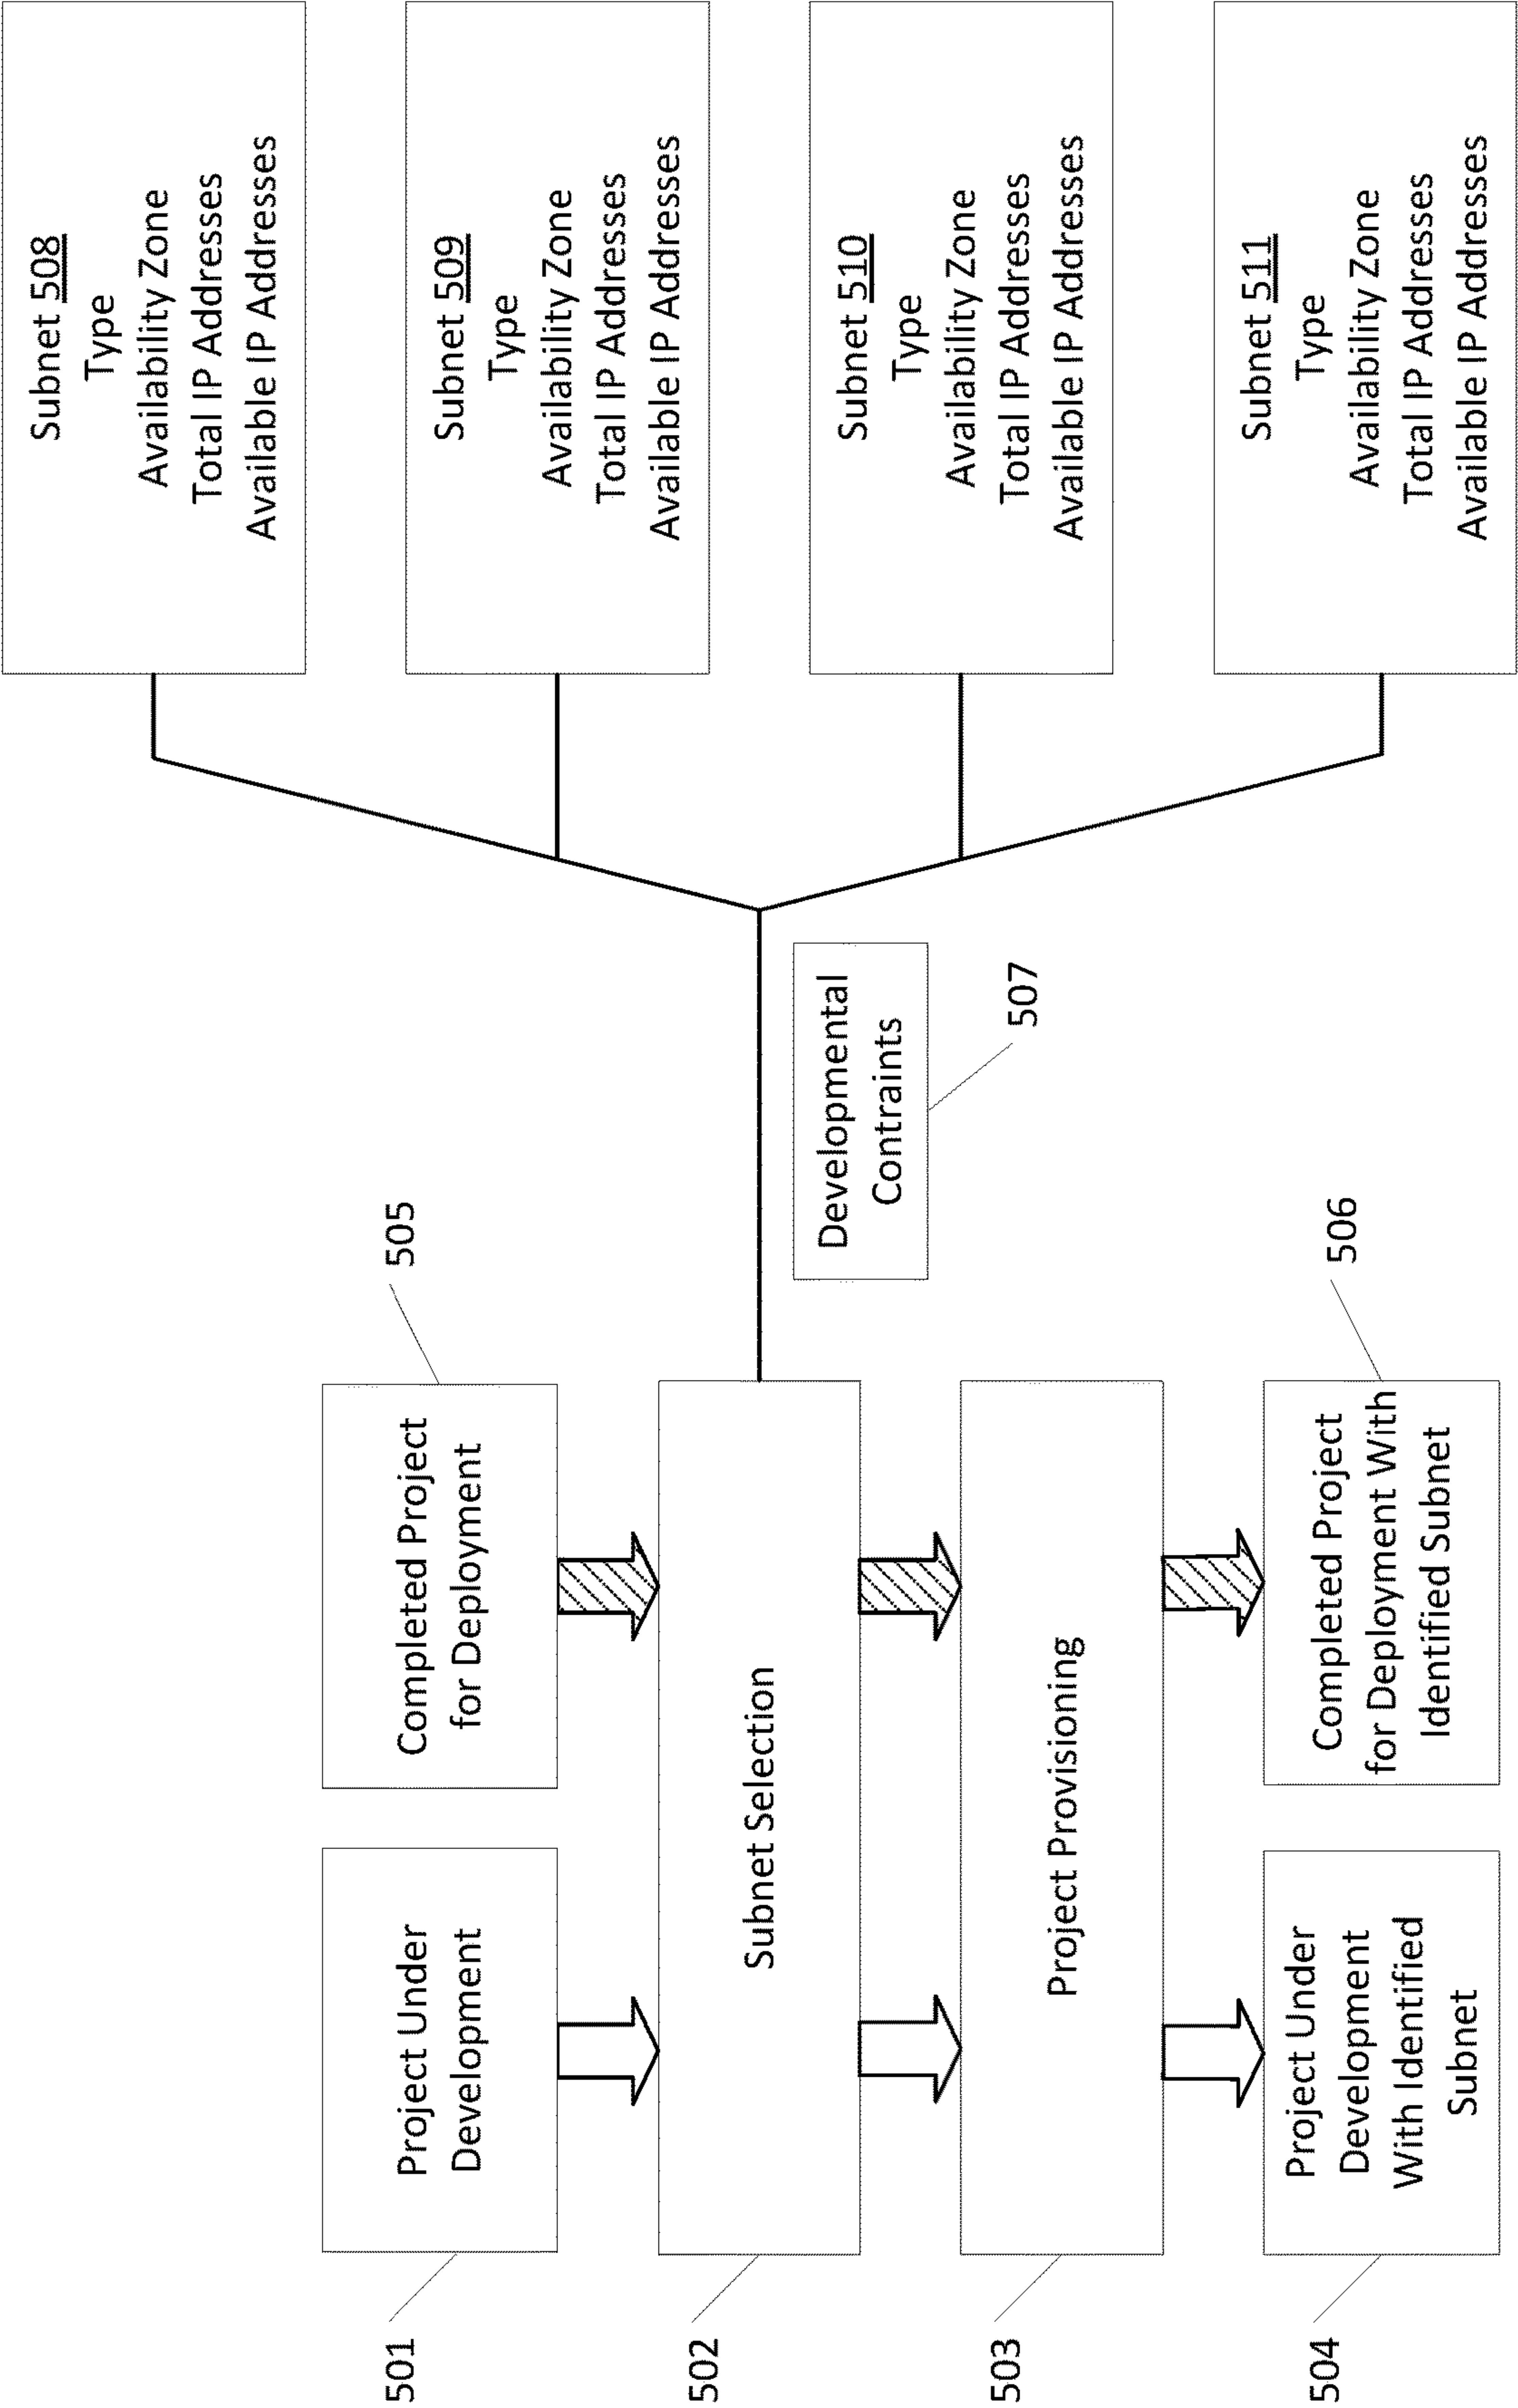 501
Project Under
Development
Completed Project
for Deployment
505
502
Subnet Selection
503
Project Provisioning
504
Project Under
Development
With Identified
Subnet
Completed Project
for Deployment With
Identified Subnet
506
Developmental
Contraints
507
Subnet 508
Type
Availability Zone
Total IP Addresses
Available IP Addresses
Subnet 509
Type
Availability Zone
Total IP Addresses
Available IP Addresses
Subnet 510
Type
Availability Zone
Total IP Addresses
Available IP Addresses
Subnet 511
Type
Availability Zone
Total IP Addresses
Available IP Addresses